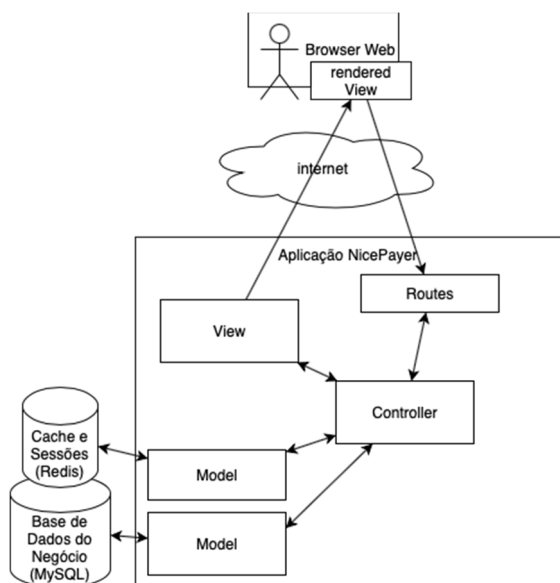 Browser Web
rendered
View
internet
Aplicação NicePayer
Routes
View
Controller
Cache e
Sessões
(Redis)
Model
Base de
Dados do
Negócio
(MySQL)
Model